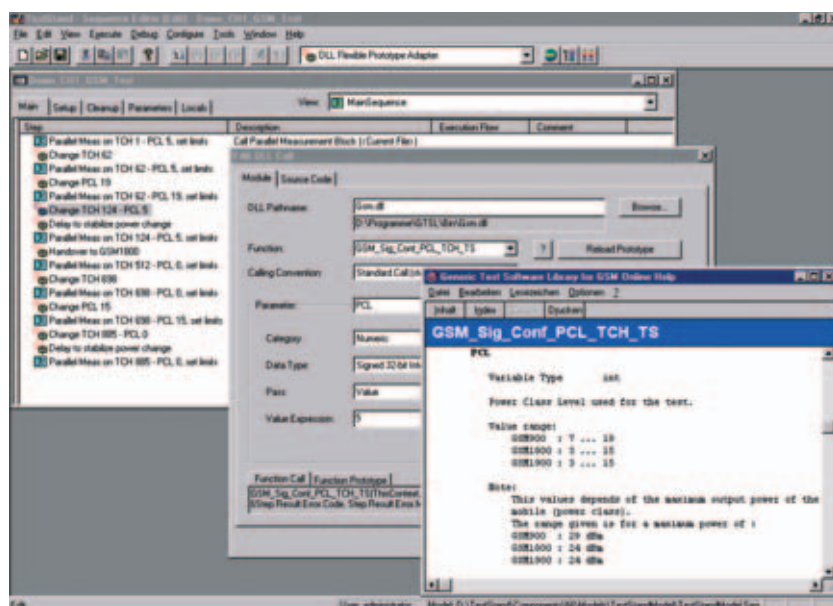 TestStand - Sequence Editor [Edit] - Demo_CH1_GSM_Test
File Edit View Execute Debug Configure Tools Window Help
DLL Flexible Prototype Adapter
Demo_CH1_GSM_Test
Main Setup Cleanup Parameters Locals
View: MainSequence
Step Description Execution Flow Comment
Parallel Meas on TCH 1 - PCL 5, set limits Call Parallel Measurement Block (<Current File>)
Change TCH 62
Parallel Meas on TCH 62 - PCL 5, set limits
Change PCL 19
Parallel Meas on TCH 62 - PCL 19, set limits
Change TCH 124 - PCL 5
Delay to stabilize power change
Parallel Meas on TCH 124 - PCL 5, set limits
Handover to GSM1800
Parallel Meas on TCH 512 - PCL 0, set limits
Change TCH 698
Parallel Meas on TCH 698 - PCL 0, set limits
Change PCL 15
Parallel Meas on TCH 698 - PCL 15, set limits
Change TCH 885 - PCL 0
Delay to stabilize power change
Parallel Meas on TCH 885 - PCL 0, set limits
Edit DLL Call
Module Source Code
DLL Pathname: Gsm.dll Browse...
D:\Programme\GTSL\Bin\Gsm.dll
Function: GSM_Sig_Conf_PCL_TCH_TS ? Reload Prototype
Calling Convention: Standard Call
Parameter: PCL
Category: Numeric
Data Type: Signed 32-bit
Pass: Value
Value Expression: 5
Function Call Function Prototype
GSM_Sig_Conf_PCL_TCH_TS(ThisContext,
Generic Test Software Library for GSM Online Help
Datei Bearbeiten Lesezeichen Optionen ?
Inhalt Index Drucken
GSM_Sig_Conf_PCL_TCH_TS
PCL
Variable Type int
Power Class Level used for the test.
Value range:
GSM900 : 7 ... 19
GSM1800 : 3 ... 15
GSM1900 : 3 ... 15
Note:
This values depends of the maximum output power of the
mobile (power class).
The range given is for a maximum power of :
GSM900 : 29 dBm
GSM1800 : 24 dBm
GSM1900 : 24 dBm